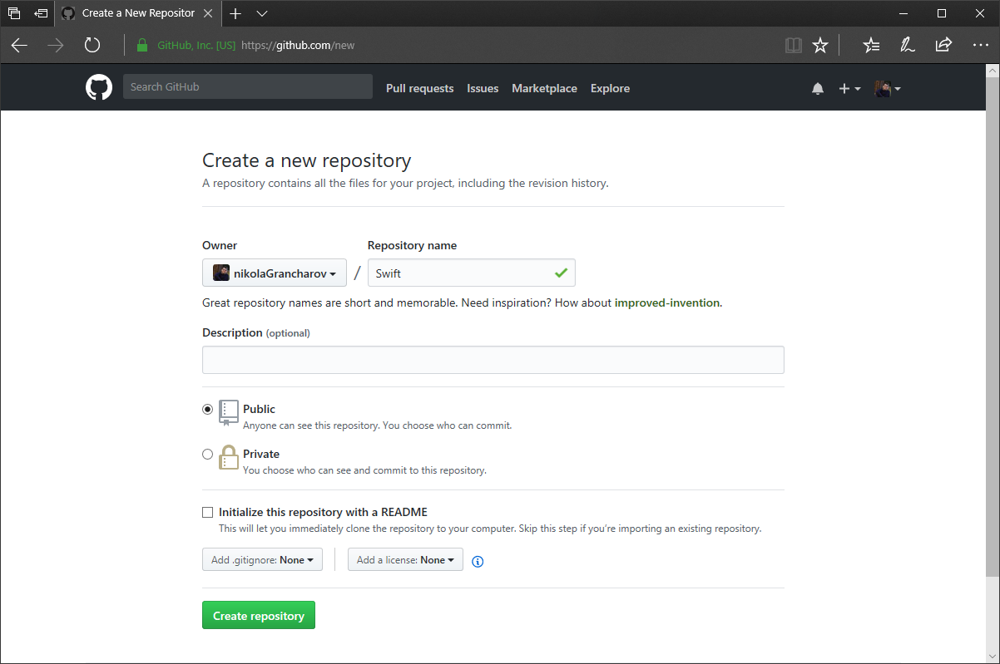 Create a New Repositor
GitHub, Inc. [US] https://github.com/new
Search GitHub Pull requests Issues Marketplace Explore
Create a new repository
A repository contains all the files for your project, including the revision history.
Owner Repository name
nikolaGrancharov / Swift
Great repository names are short and memorable. Need inspiration? How about improved-invention.
Description (optional)
Public
Anyone can see this repository. You choose who can commit.
Private
You choose who can see and commit to this repository.
Initialize this repository with a README
This will let you immediately clone the repository to your computer. Skip this step if you’re importing an existing repository.
Add .gitignore: None Add a license: None
Create repository